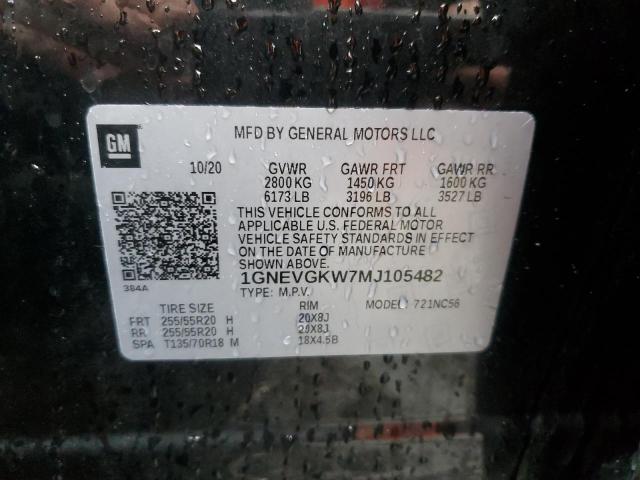 GM
MFD BY GENERAL MOTORS LLC
10/20 GVWR GAWR FRT GAWR RR
2800 KG 1450 KG 1600 KG
6173 LB 3196 LB 3527 LB
THIS VEHICLE CONFORMS TO ALL
APPLICABLE U.S. FEDERAL MOTOR
VEHICLE SAFETY STANDARDS IN EFFECT
ON THE DATE OF MANUFACTURE
SHOWN ABOVE.
384A
1GNEVGKW7MJ105482
TYPE: M.P.V. MODEL: 721NC56
TIRE SIZE RIM
FRT 255/55R20 H 20X8J
RR 255/55R20 H 20X8J
SPA T135/70R18 M 18X4.5B